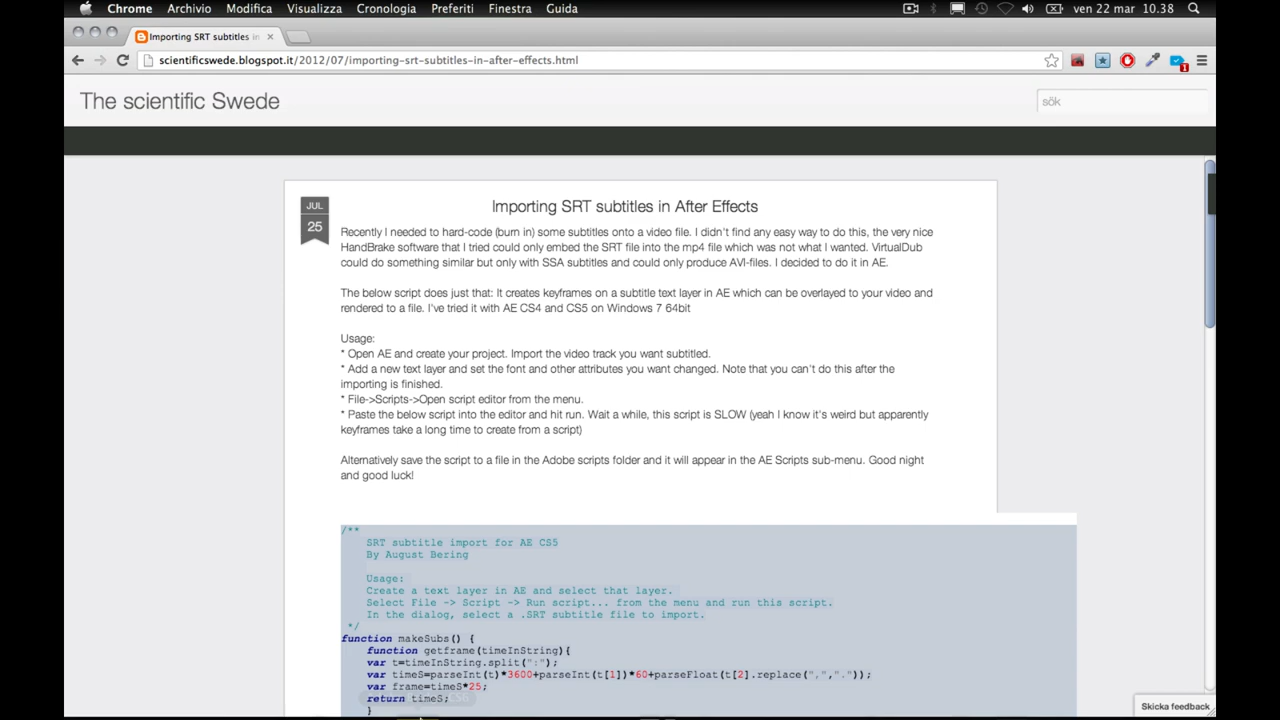 Chrome Archivio Modifica Visualizza Cronologia Preferiti Finestra Guida ven 22 mar 10.38
Importing SRT subtitles in
scientificswede.blogspot.it/2012/07/importing-srt-subtitles-in-after-effects.html
1
The scientific Swede
sök
JUL
25
Importing SRT subtitles in After Effects
Recently I needed to hard-code (burn in) some subtitles onto a video file. I didn't find any easy way to do this, the very nice
HandBrake software that I tried could only embed the SRT file into the mp4 file which was not what I wanted. VirtualDub
could do something similar but only with SSA subtitles and could only produce AVI-files. I decided to do it in AE.
The below script does just that: It creates keyframes on a subtitle text layer in AE which can be overlayed to your video and
rendered to a file. I've tried it with AE CS4 and CS5 on Windows 7 64bit
Usage:
* Open AE and create your project. Import the video track you want subtitled.
* Add a new text layer and set the font and other attributes you want changed. Note that you can't do this after the
importing is finished.
* File->Scripts->Open script editor from the menu.
* Paste the below script into the editor and hit run. Wait a while, this script is SLOW (yeah I know it's weird but apparently
keyframes take a long time to create from a script)
Alternatively save the script to a file in the Adobe scripts folder and it will appear in the AE Scripts sub-menu. Good night
and good luck!
/**
SRT subtitle import for AE CS5
By August Bering
Usage:
Create a text layer in AE and select that layer.
Select File -> Script -> Run script... from the menu and run this script.
In the dialog, select a .SRT subtitle file to import.
*/
function makeSubs() {
function getframe(timeInString){
var t=timeInString.split(":");
var timeS=parseInt(t)*3600+parseInt(t[1])*60+parseFloat(t[2].replace(",","."));
var frame=timeS*25;
return timeS;
}
Skicka feedback